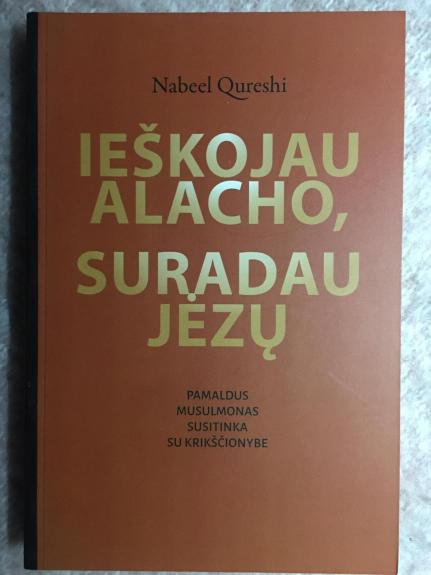 Nabeel Qureshi
IEŠKOJAU
ALACHO,
SURADAU
JĖZŲ
PAMALDUS
MUSULMONAS
SUSITINKA
SU KRIKŠČIONYBE